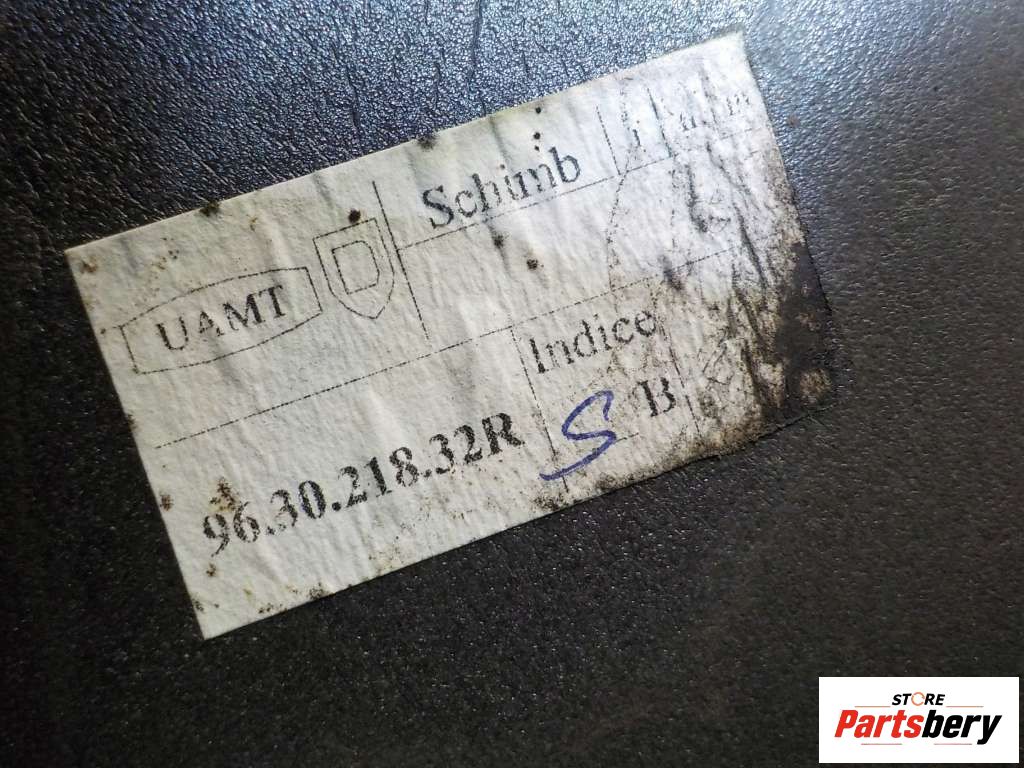 UAMT
Schimb
Indice
96.30.218.32R
S B
STORE
Partsbery